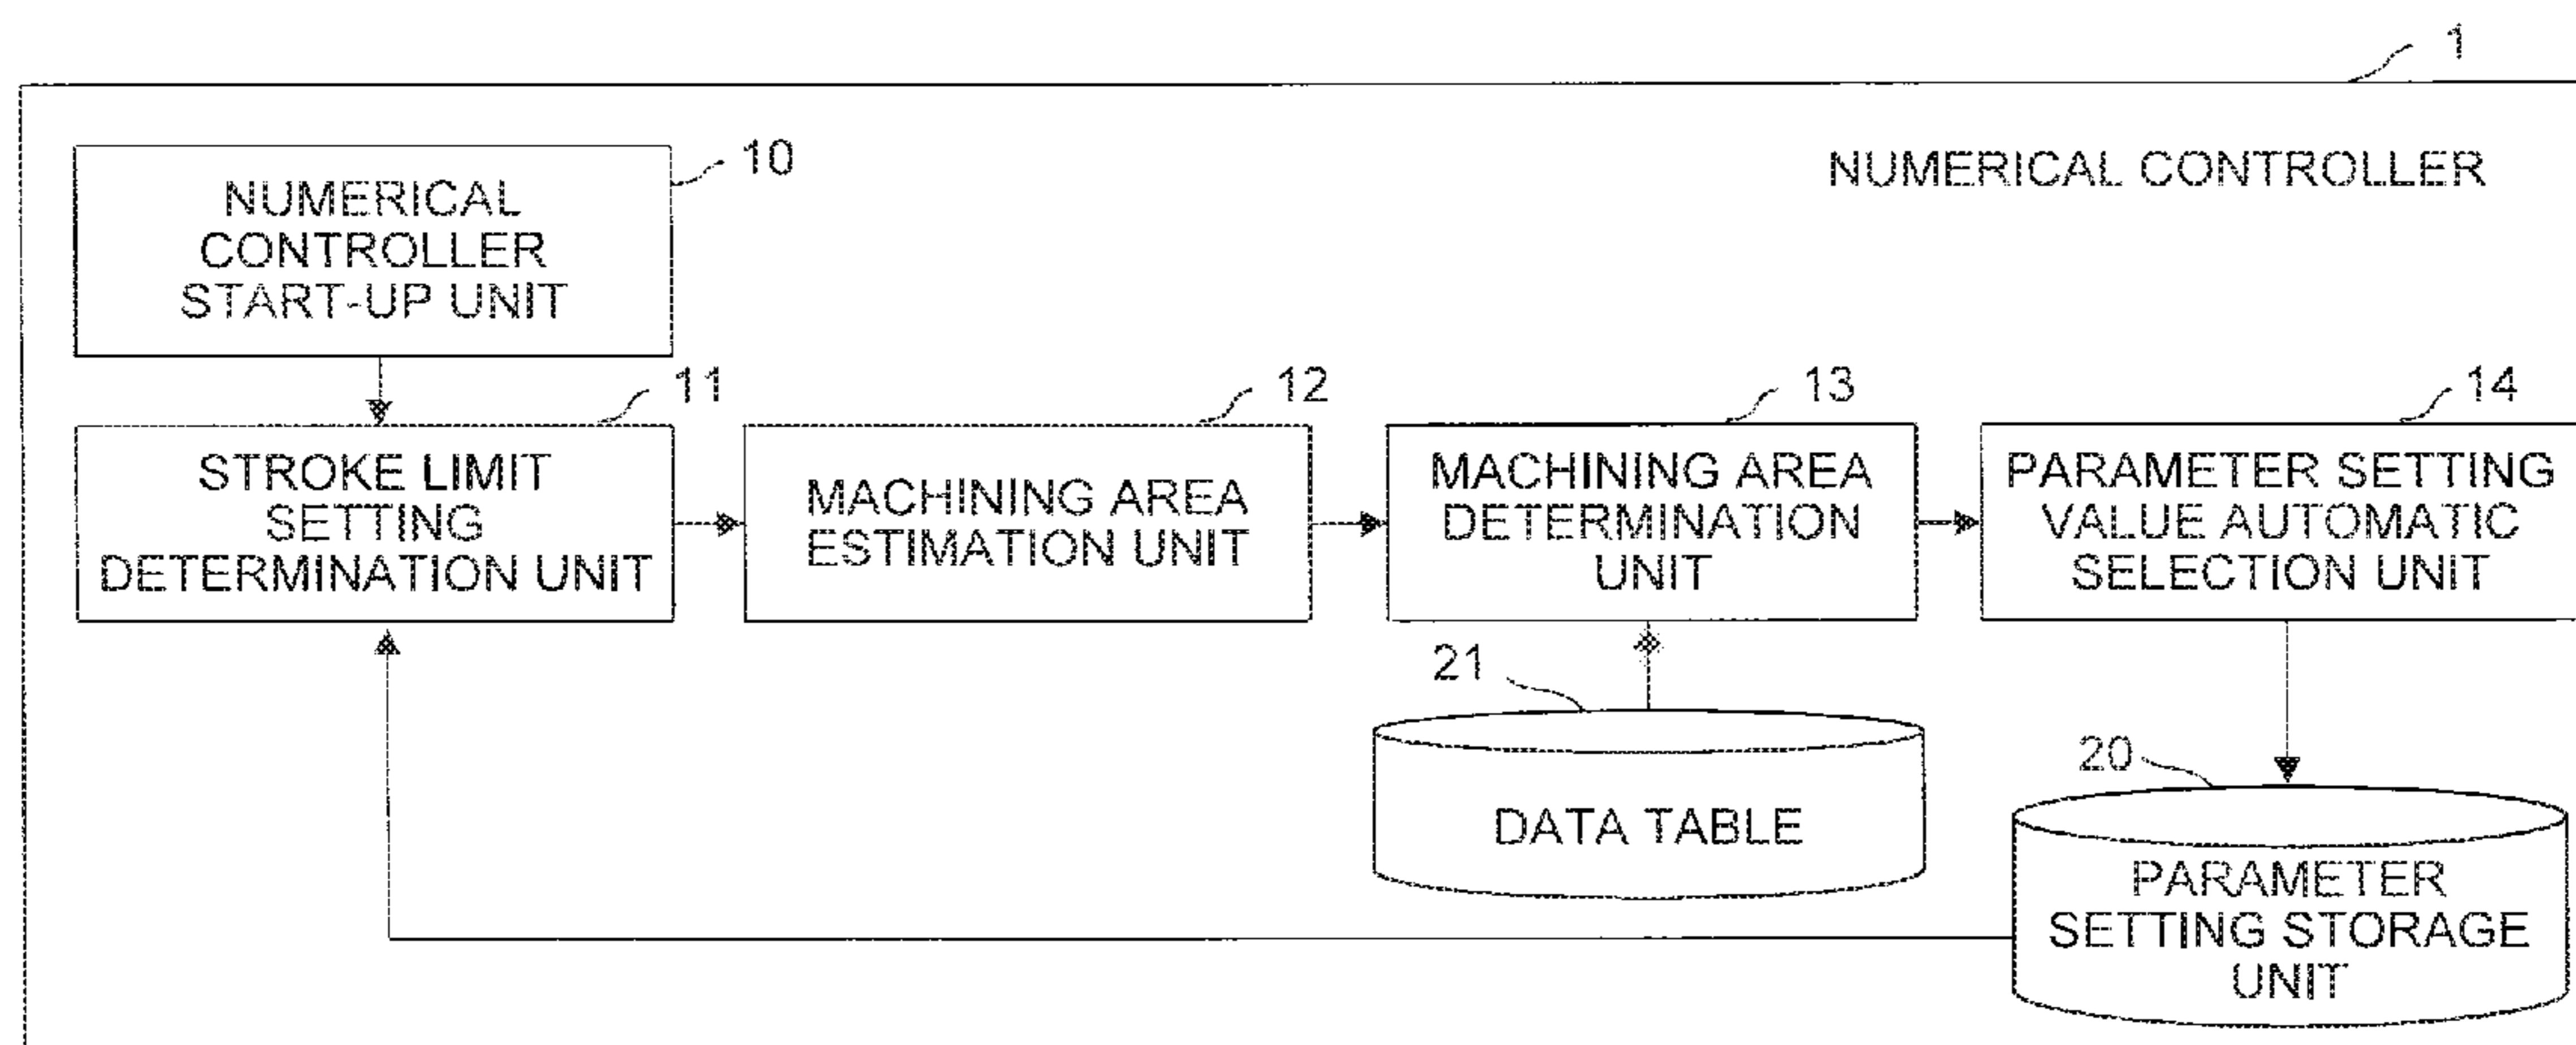 1
NUMERICAL CONTROLLER
10
NUMERICAL
CONTROLLER
START-UP UNIT
11
STROKE LIMIT
SETTING
DETERMINATION UNIT
12
MACHINING AREA
ESTIMATION UNIT
13
MACHINING AREA
DETERMINATION
UNIT
14
PARAMETER SETTING
VALUE AUTOMATIC
SELECTION UNIT
21
DATA TABLE
20
PARAMETER
SETTING STORAGE
UNIT